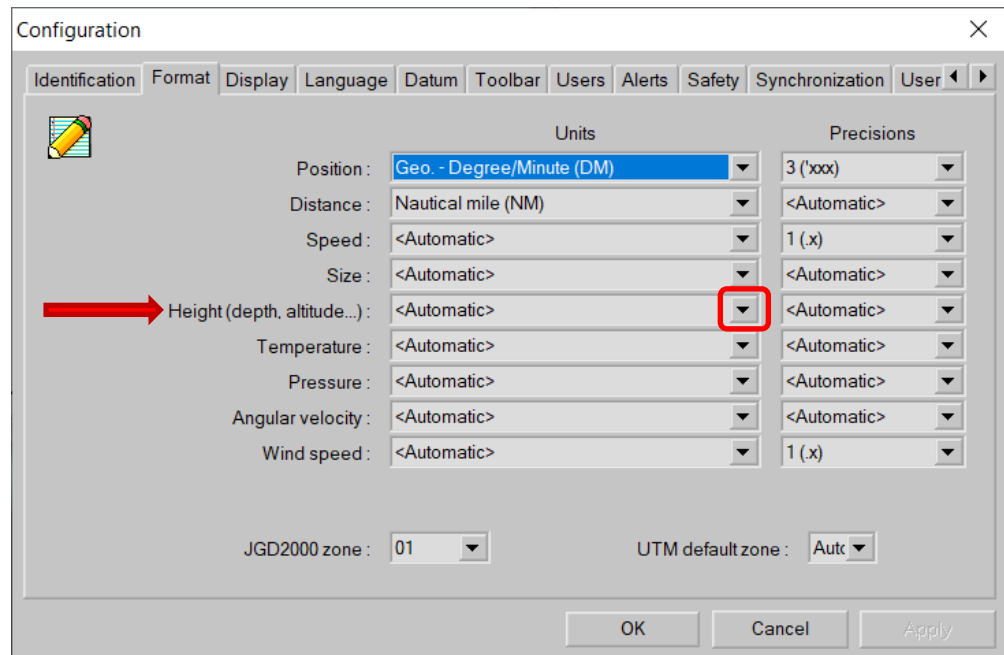 Configuration
Identification Format Display Language Datum Toolbar Users Alerts Safety Synchronization User
Units Precisions
Position : Geo. - Degree/Minute (DM) 3 ('xxx)
Distance : Nautical mile (NM) <Automatic>
Speed : <Automatic> 1 (.x)
Size : <Automatic> <Automatic>
Height (depth, altitude...) : <Automatic> <Automatic>
Temperature : <Automatic> <Automatic>
Pressure : <Automatic> <Automatic>
Angular velocity : <Automatic> <Automatic>
Wind speed : <Automatic> 1 (.x)
JGD2000 zone : 01 UTM default zone : Auto
OK Cancel Apply